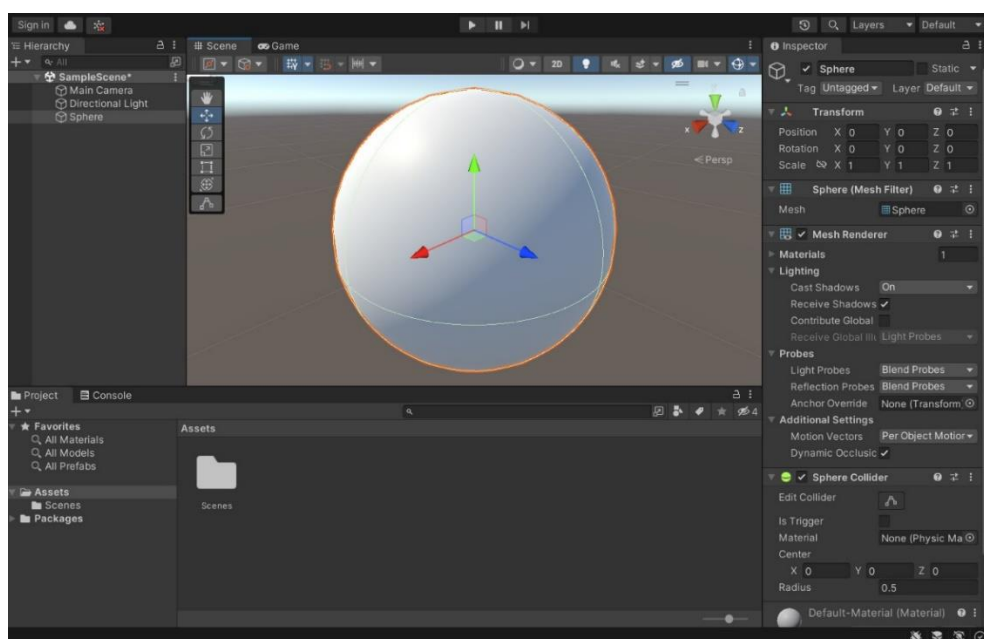 Sign in
Layers
Default
Hierarchy
All
SampleScene*
Main Camera
Directional Light
Sphere
Scene
Game
2D
y
x
z
Persp
Inspector
Sphere
Static
Tag Untagged Layer Default
Transform
Position X 0 Y 0 Z 0
Rotation X 0 Y 0 Z 0
Scale X 1 Y 1 Z 1
Sphere (Mesh Filter)
Mesh Sphere
Mesh Renderer
Materials 1
Lighting
Cast Shadows On
Receive Shadows
Contribute Global
Receive Global Illu Light Probes
Probes
Light Probes Blend Probes
Reflection Probes Blend Probes
Anchor Override None (Transform)
Additional Settings
Motion Vectors Per Object Motion
Dynamic Occlusic
Sphere Collider
Edit Collider
Is Trigger
Material None (Physic Ma
Center
X 0 Y 0 Z 0
Radius 0.5
Default-Material (Material)
Project
Console
4
Favorites
All Materials
All Models
All Prefabs
Assets
Scenes
Packages
Assets
Scenes